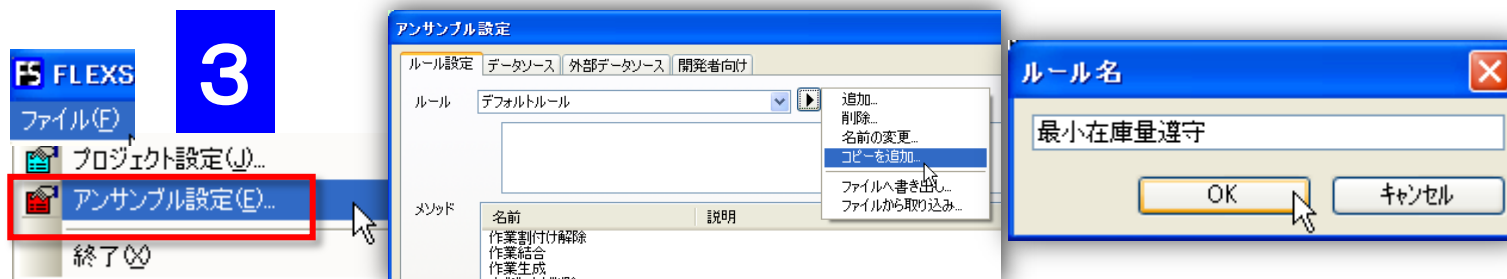 FLEXS
ファイル(F)
プロジェクト設定(J)...
アンサンブル設定(E)...
終了(X)
3
アンサンブル設定
ルール設定 データソース 外部データソース 開発者向け
ルール デフォルトルール
追加...
削除...
名前の変更...
コピーを追加...
ファイルへ書き出し...
ファイルから取り込み...
メソッド
名前 説明
作業割付け解除
作業結合
作業生成
ルール名
最小在庫量遵守
OK キャンセル